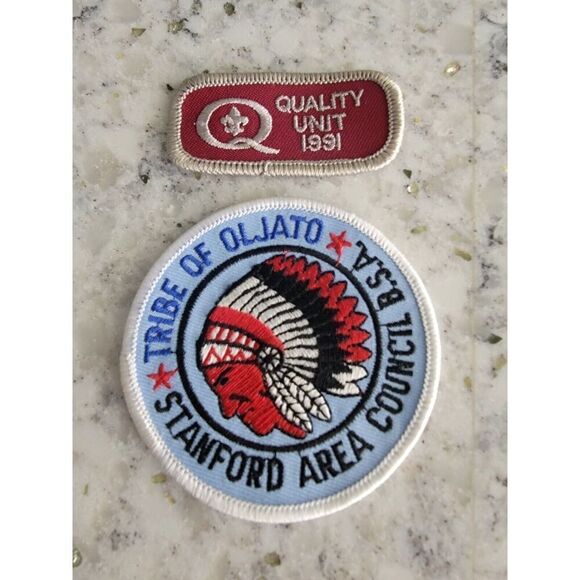 Q QUALITY
UNIT
1991
TRIBE OF OLJATO
STANFORD AREA COUNCIL B.S.A.